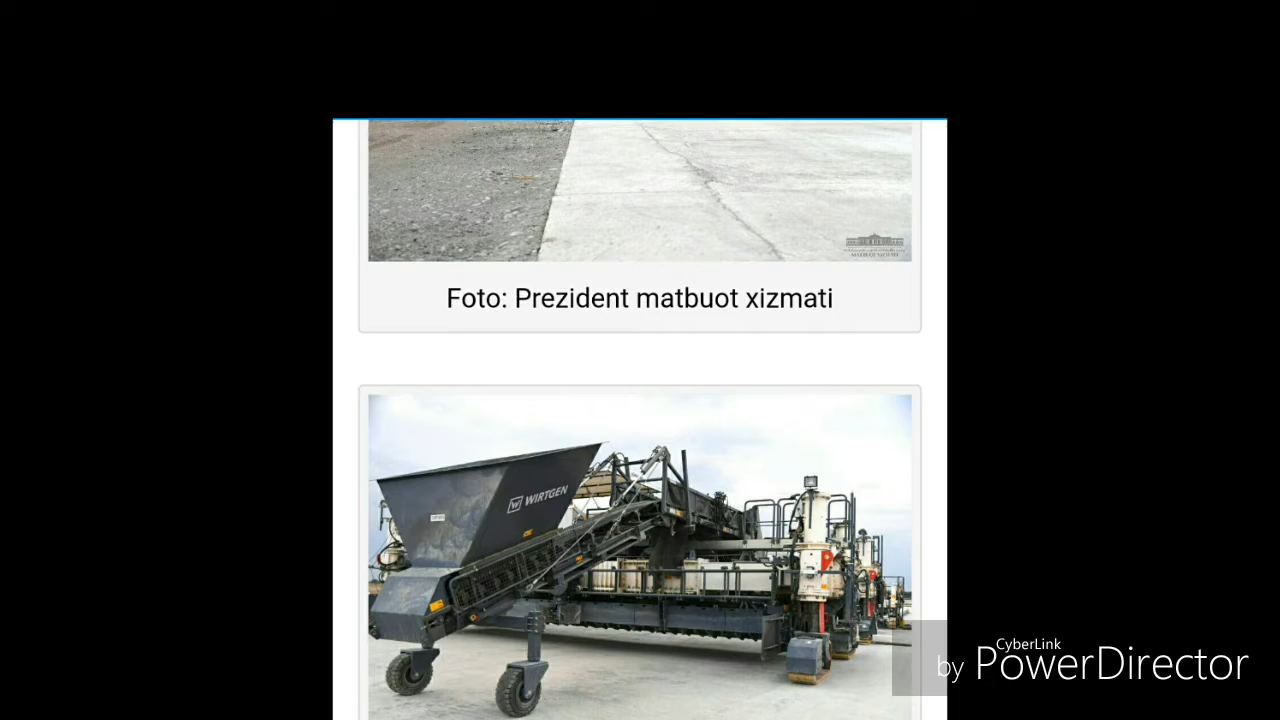 Foto: Prezident matbuot xizmati
WIRTGEN
CyberLink
by PowerDirector